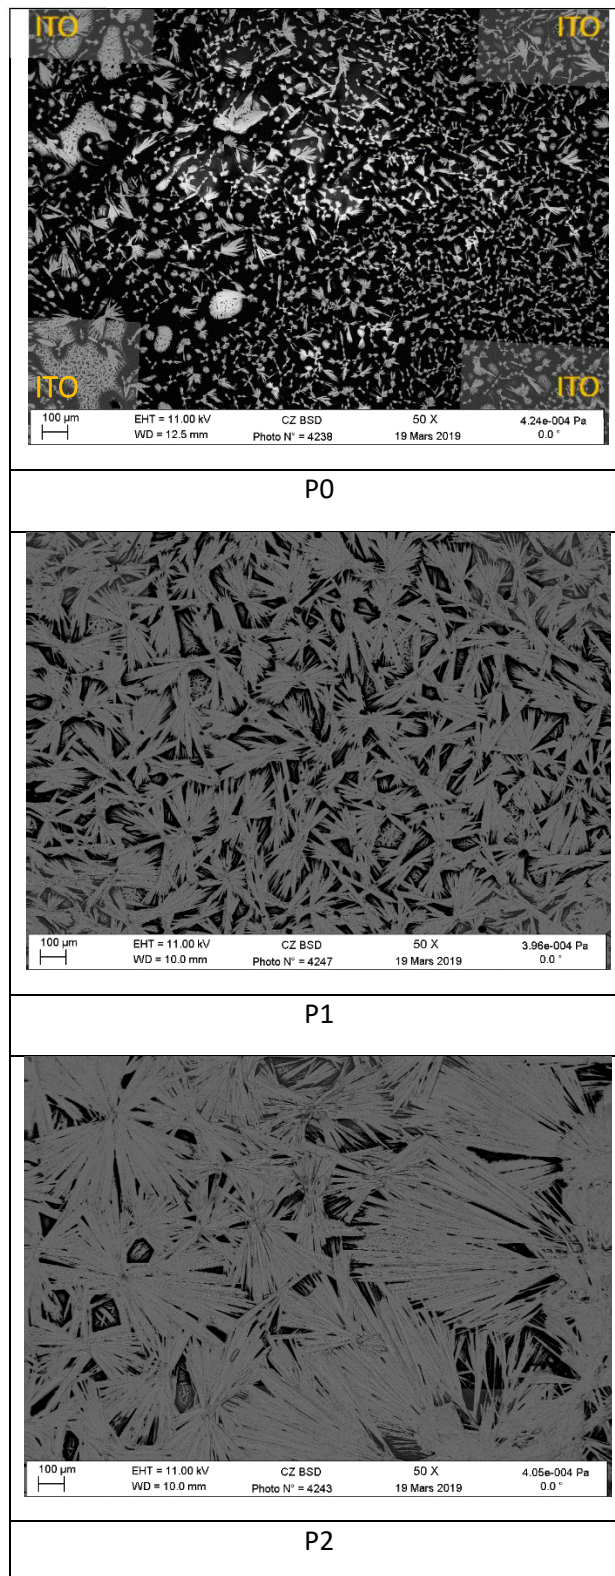 ITO ITO
ITO ITO
100 µm EHT = 11.00 kV CZ BSD 50 X 4.24e-004 Pa
WD = 12.5 mm Photo N° = 4238 19 Mars 2019 0.0 °
P0
100 µm EHT = 11.00 kV CZ BSD 50 X 3.96e-004 Pa
WD = 10.0 mm Photo N° = 4247 19 Mars 2019 0.0 °
P1
100 µm EHT = 11.00 kV CZ BSD 50 X 4.05e-004 Pa
WD = 10.0 mm Photo N° = 4243 19 Mars 2019 0.0 °
P2